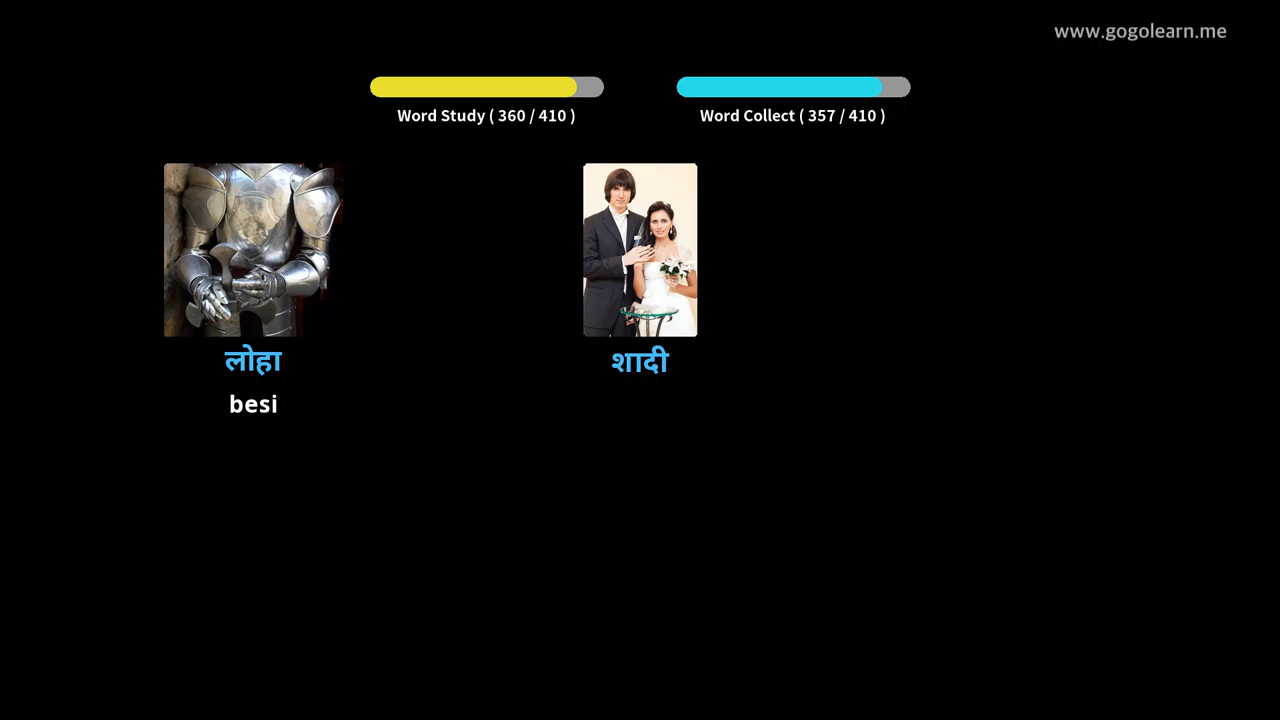 www.gogolearn.me
Word Study ( 360 / 410 )
Word Collect ( 357 / 410 )
लोहा
शादी
besi